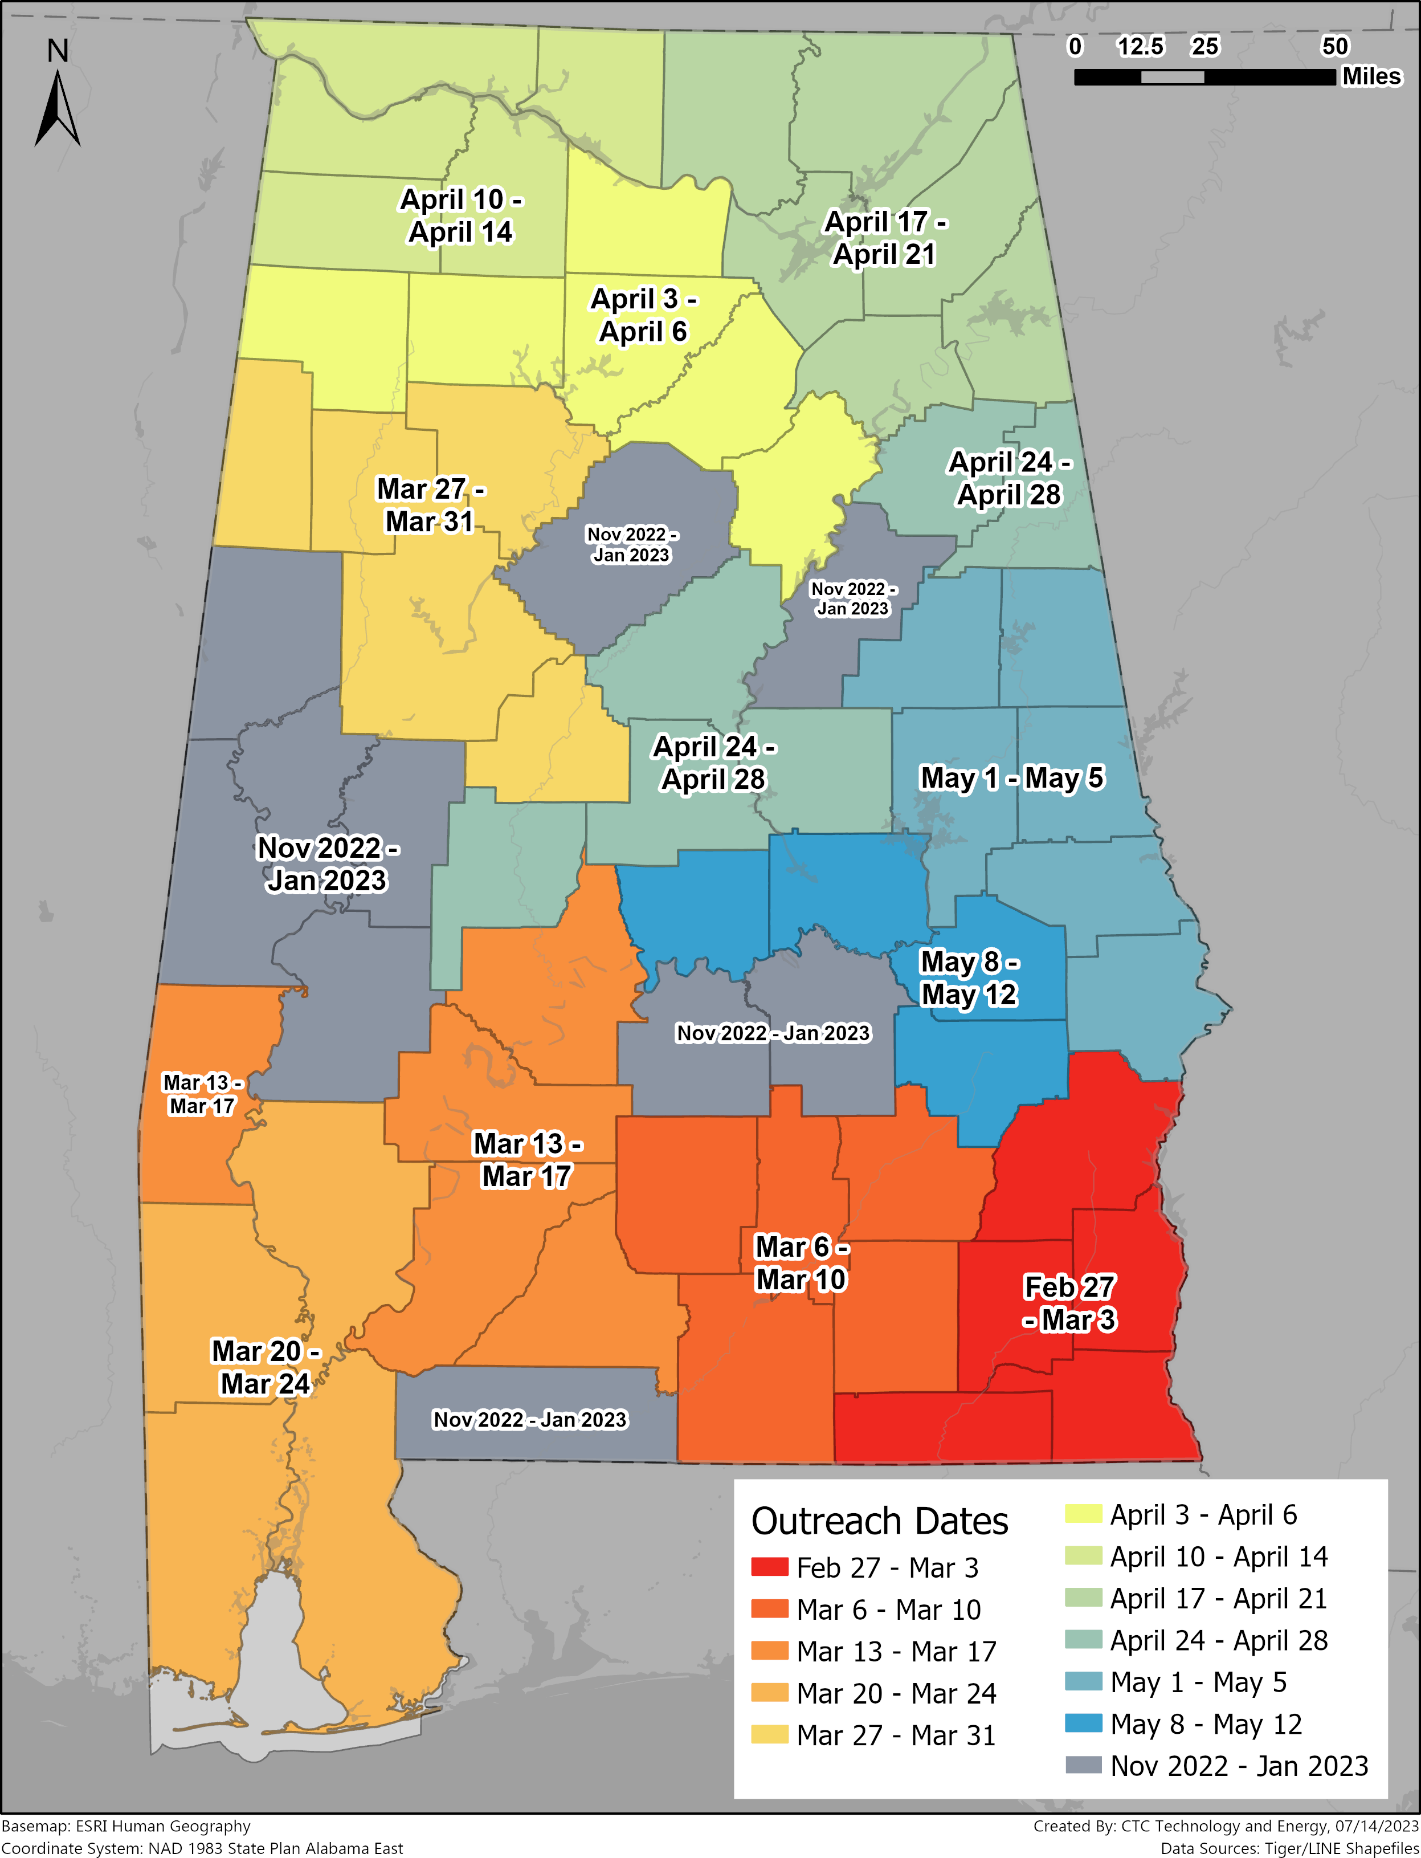 N
0 12.5 25 50
Miles
April 10 -
April 14
April 17 -
April 21
April 3 -
April 6
April 24 -
April 28
Mar 27 -
Mar 31
Nov 2022 -
Jan 2023
Nov 2022 -
Jan 2023
April 24 -
April 28
May 1 - May 5
Nov 2022 -
Jan 2023
May 8 -
May 12
Nov 2022 - Jan 2023
Mar 13 -
Mar 17
Mar 13 -
Mar 17
Mar 6 -
Mar 10
Feb 27
- Mar 3
Mar 20 -
Mar 24
Nov 2022 - Jan 2023
Outreach Dates
Feb 27 - Mar 3
Mar 6 - Mar 10
Mar 13 - Mar 17
Mar 20 - Mar 24
Mar 27 - Mar 31
April 3 - April 6
April 10 - April 14
April 17 - April 21
April 24 - April 28
May 1 - May 5
May 8 - May 12
Nov 2022 - Jan 2023
Basemap: ESRI Human Geography
Coordinate System: NAD 1983 State Plan Alabama East
Created By: CTC Technology and Energy, 07/14/2023
Data Sources: Tiger/LINE Shapefiles